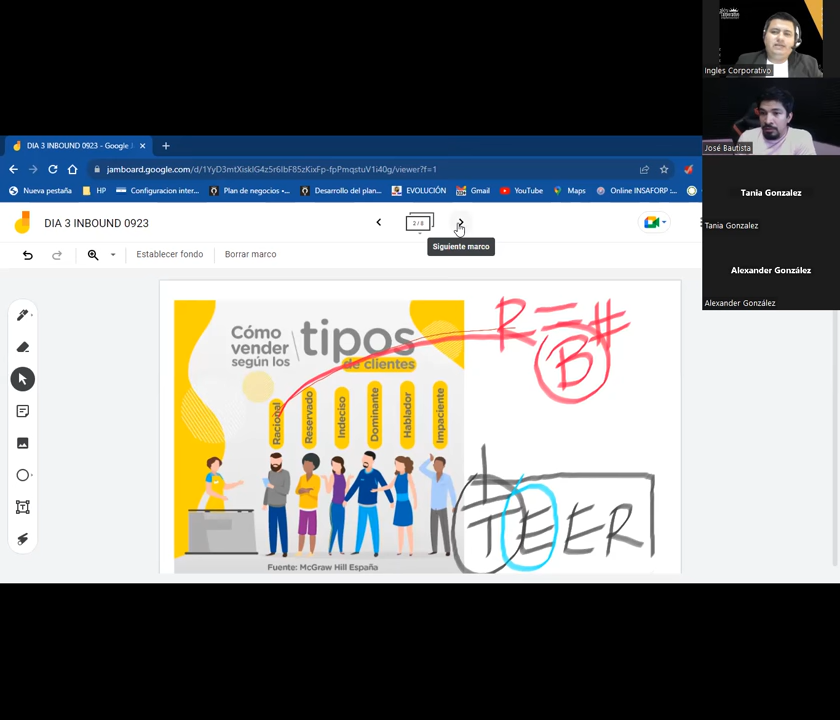 DIA 3 INBOUND 0923 - Google J
jamboard.google.com/d/1YyD3mtXisklG4z5r6lbF85zKixFp-fpPmqstuV1i40g/viewer?f=1
Nueva pestaña
HP
Configuracion inter...
Plan de negocios •...
Desarrollo del plan...
EVOLUCIÓN
Gmail
YouTube
Maps
Online INSAFORP: I...
DIA 3 INBOUND 0923
2 / 8
Siguiente marco
Establecer fondo
Borrar marco
Cómo
vender
según los
tipos
de clientes
Racional
Reservado
Indeciso
Dominante
Hablador
Impaciente
Fuente: McGraw Hill España
R = #
B
TEER
Ingles Corporativo
José Bautista
Tania Gonzalez
Tania Gonzalez
Alexander González
Alexander González